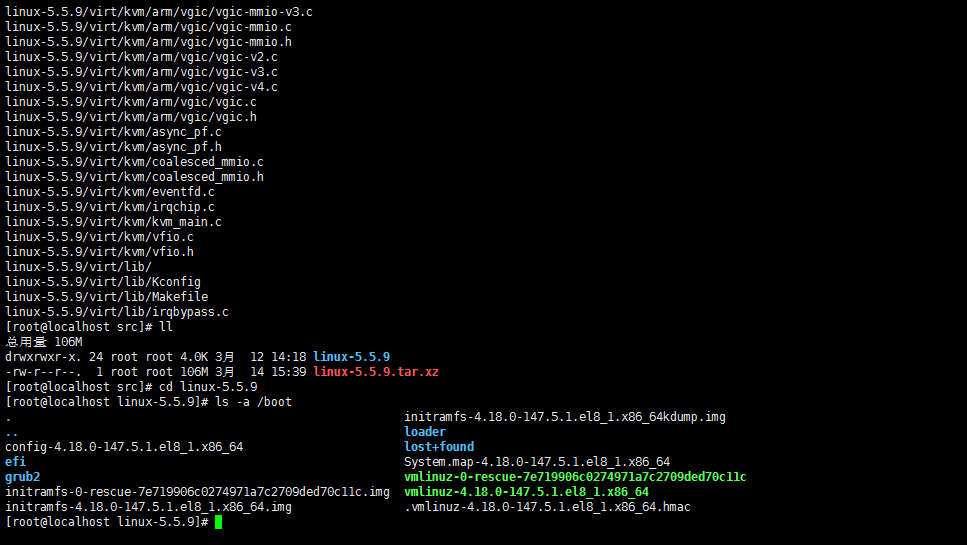 linux-5.5.9/virt/kvm/arm/vgic/vgic-mmio-v3.c
linux-5.5.9/virt/kvm/arm/vgic/vgic-mmio.c
linux-5.5.9/virt/kvm/arm/vgic/vgic-mmio.h
linux-5.5.9/virt/kvm/arm/vgic/vgic-v2.c
linux-5.5.9/virt/kvm/arm/vgic/vgic-v3.c
linux-5.5.9/virt/kvm/arm/vgic/vgic-v4.c
linux-5.5.9/virt/kvm/arm/vgic/vgic.c
linux-5.5.9/virt/kvm/arm/vgic/vgic.h
linux-5.5.9/virt/kvm/async_pf.c
linux-5.5.9/virt/kvm/async_pf.h
linux-5.5.9/virt/kvm/coalesced_mmio.c
linux-5.5.9/virt/kvm/coalesced_mmio.h
linux-5.5.9/virt/kvm/eventfd.c
linux-5.5.9/virt/kvm/irqchip.c
linux-5.5.9/virt/kvm/kvm_main.c
linux-5.5.9/virt/kvm/vfio.c
linux-5.5.9/virt/kvm/vfio.h
linux-5.5.9/virt/lib/
linux-5.5.9/virt/lib/Kconfig
linux-5.5.9/virt/lib/Makefile
linux-5.5.9/virt/lib/irqbypass.c
[root@localhost src]# ll
总用量 106M
drwxrwxr-x. 24 root root 4.0K 3月  12 14:18 linux-5.5.9
-rw-r--r--.  1 root root 106M 3月  14 15:39 linux-5.5.9.tar.xz
[root@localhost src]# cd linux-5.5.9
[root@localhost linux-5.5.9]# ls -a /boot
. initramfs-4.18.0-147.5.1.el8_1.x86_64kdump.img
.. loader
config-4.18.0-147.5.1.el8_1.x86_64 lost+found
efi System.map-4.18.0-147.5.1.el8_1.x86_64
grub2 vmlinuz-0-rescue-7e719906c0274971a7c2709ded70c11c
initramfs-0-rescue-7e719906c0274971a7c2709ded70c11c.img vmlinuz-4.18.0-147.5.1.el8_1.x86_64
initramfs-4.18.0-147.5.1.el8_1.x86_64.img .vmlinuz-4.18.0-147.5.1.el8_1.x86_64.hmac
[root@localhost linux-5.5.9]#